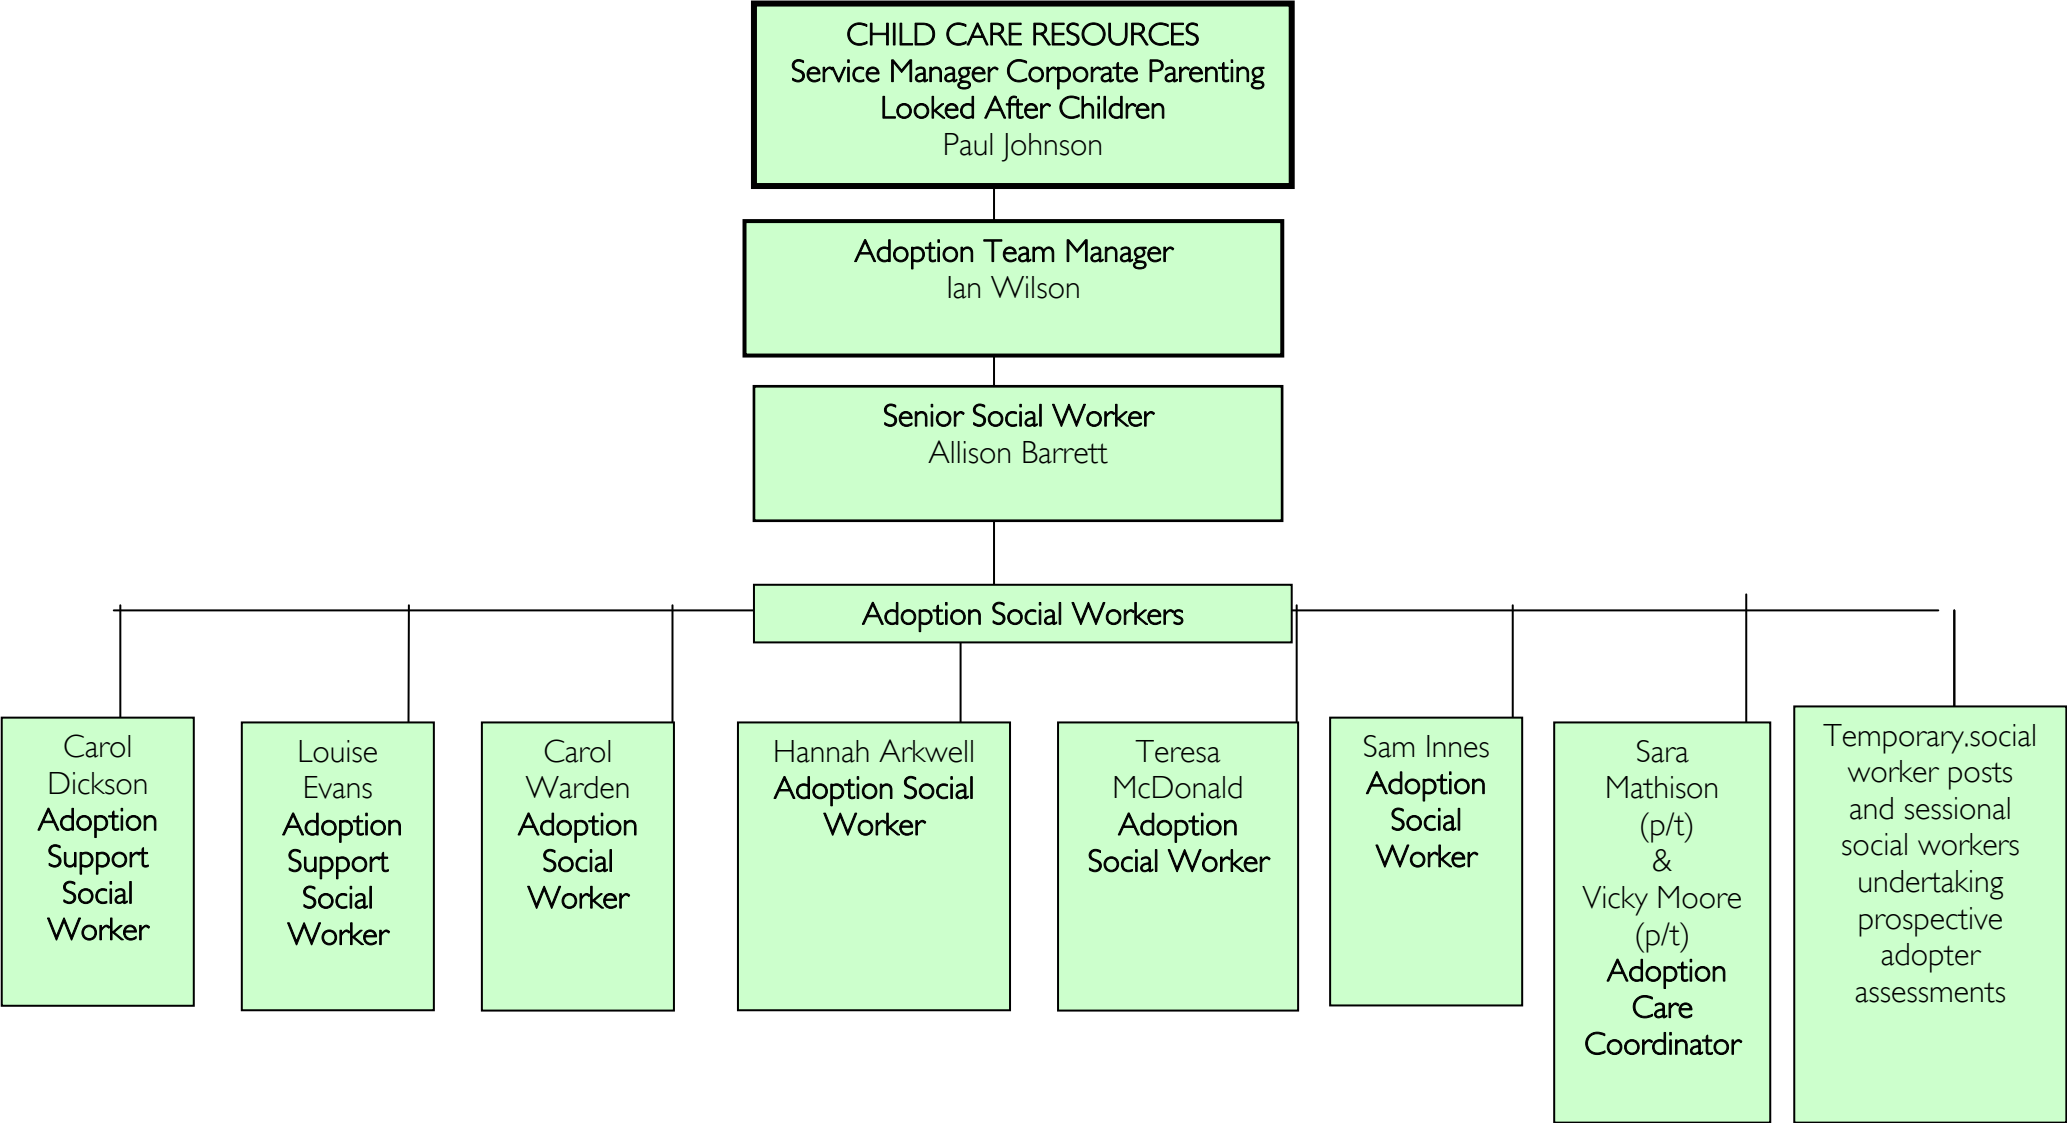 CHILD CARE RESOURCES
Service Manager Corporate Parenting
Looked After Children
Paul Johnson
Adoption Team Manager
Ian Wilson
Senior Social Worker
Allison Barrett
Adoption Social Workers
Carol
Dickson
Adoption
Support
Social
Worker
Louise
Evans
Adoption
Support
Social
Worker
Carol
Warden
Adoption
Social
Worker
Hannah Arkwell
Adoption Social
Worker
Teresa
McDonald
Adoption
Social Worker
Sam Innes
Adoption
Social
Worker
Sara
Mathison
(p/t)
&
Vicky Moore
(p/t)
Adoption
Care
Coordinator
Temporary.social
worker posts
and sessional
social workers
undertaking
prospective
adopter
assessments